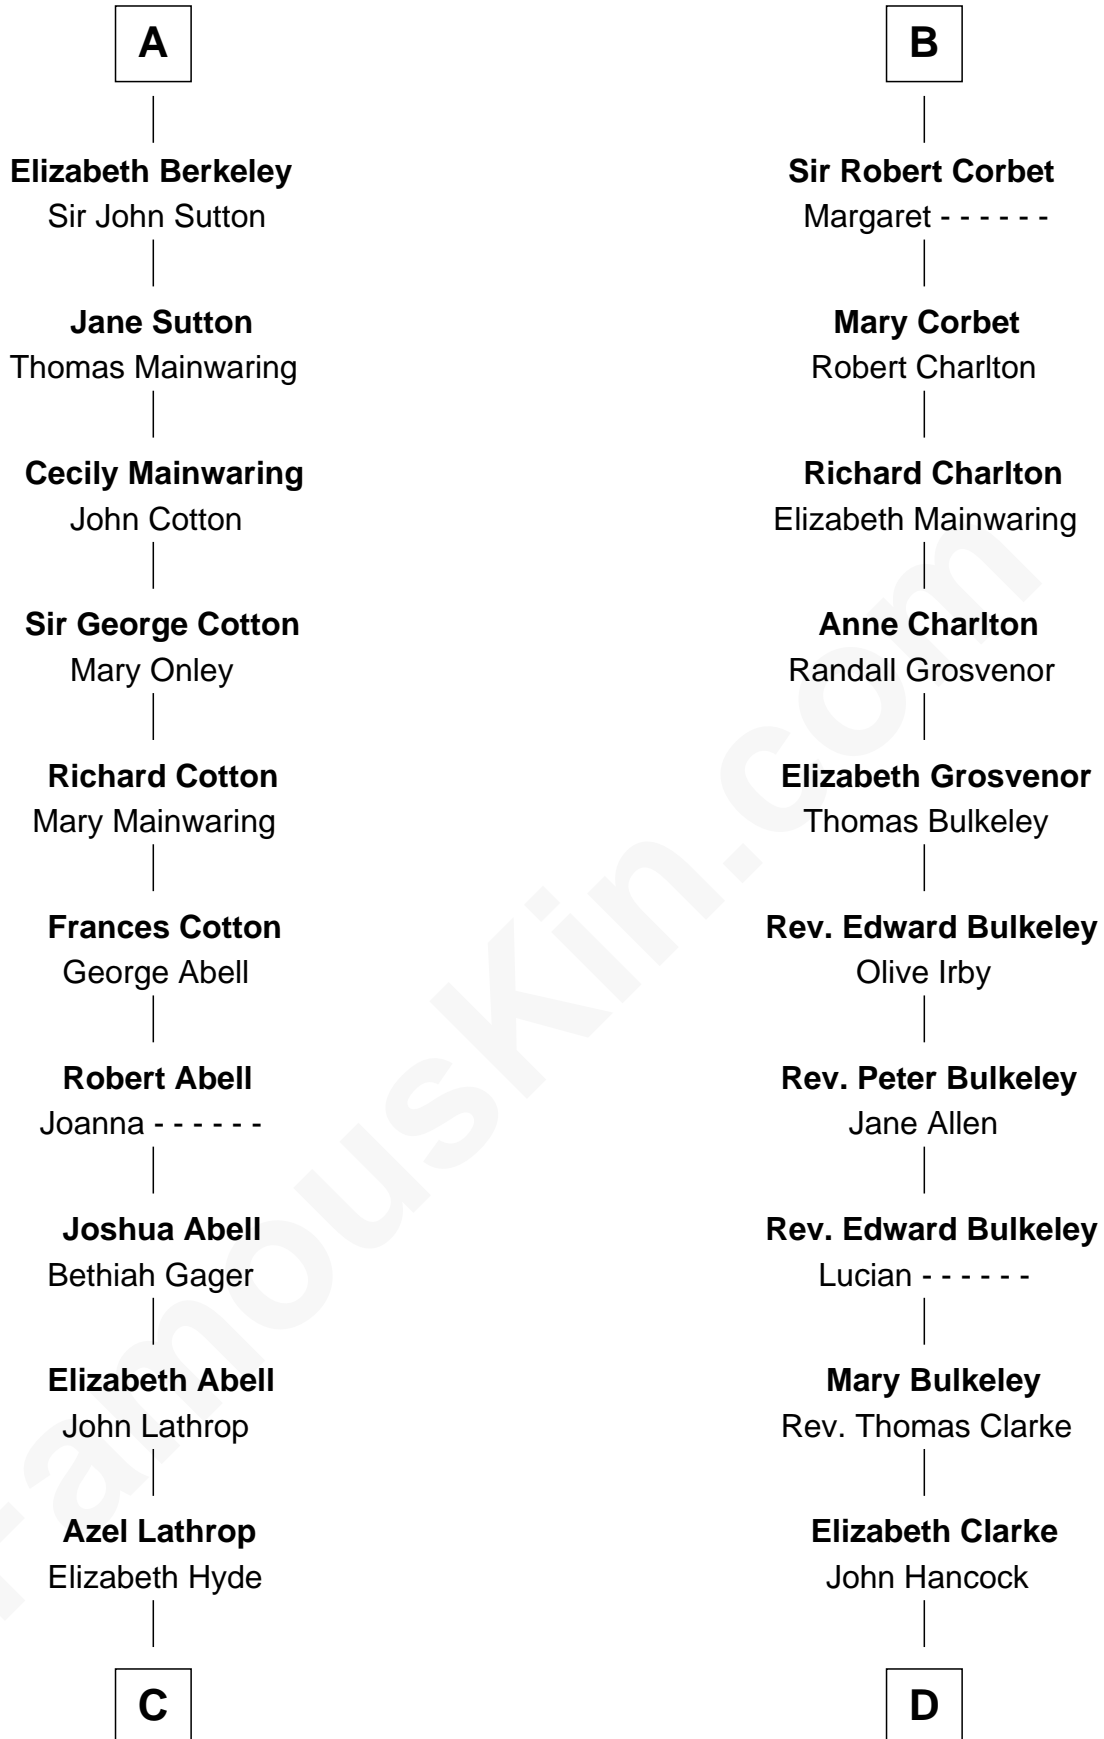 A
Elizabeth Berkeley
Sir John Sutton
Jane Sutton
Thomas Mainwaring
Cecily Mainwaring
John Cotton
Sir George Cotton
Mary Onley
Richard Cotton
Mary Mainwaring
Frances Cotton
George Abell
Robert Abell
Joanna - - - - - -
Joshua Abell
Bethiah Gager
Elizabeth Abell
John Lathrop
Azel Lathrop
Elizabeth Hyde
C
B
Sir Robert Corbet
Margaret - - - - - -
Mary Corbet
Robert Charlton
Richard Charlton
Elizabeth Mainwaring
Anne Charlton
Randall Grosvenor
Elizabeth Grosvenor
Thomas Bulkeley
Rev. Edward Bulkeley
Olive Irby
Rev. Peter Bulkeley
Jane Allen
Rev. Edward Bulkeley
Lucian - - - - - -
Mary Bulkeley
Rev. Thomas Clarke
Elizabeth Clarke
John Hancock
D
FamousKin.com